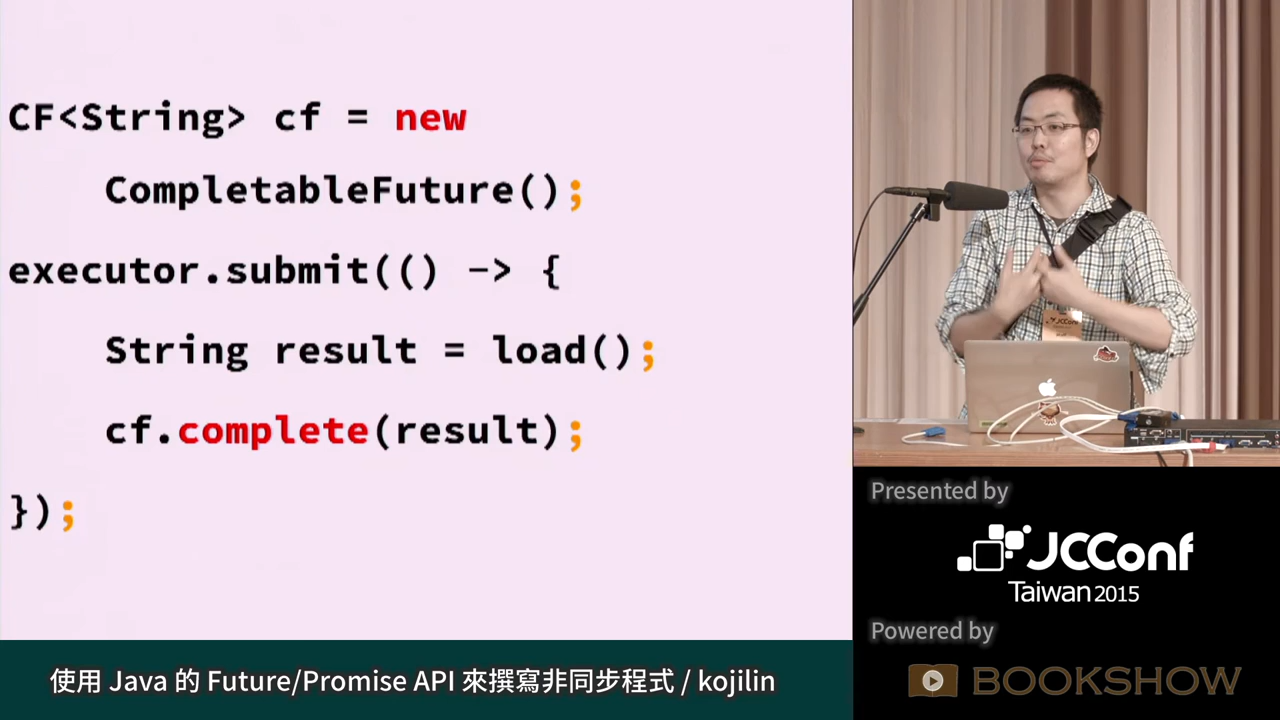 CF<String> cf = new
CompletableFuture();
executor.submit(() -> {
String result = load();
cf.complete(result);
});
JCConf
Presented by
JCConf
Taiwan 2015
Powered by
BOOKSHOW
使用 Java 的 Future/Promise API 來撰寫非同步程式 / kojilin